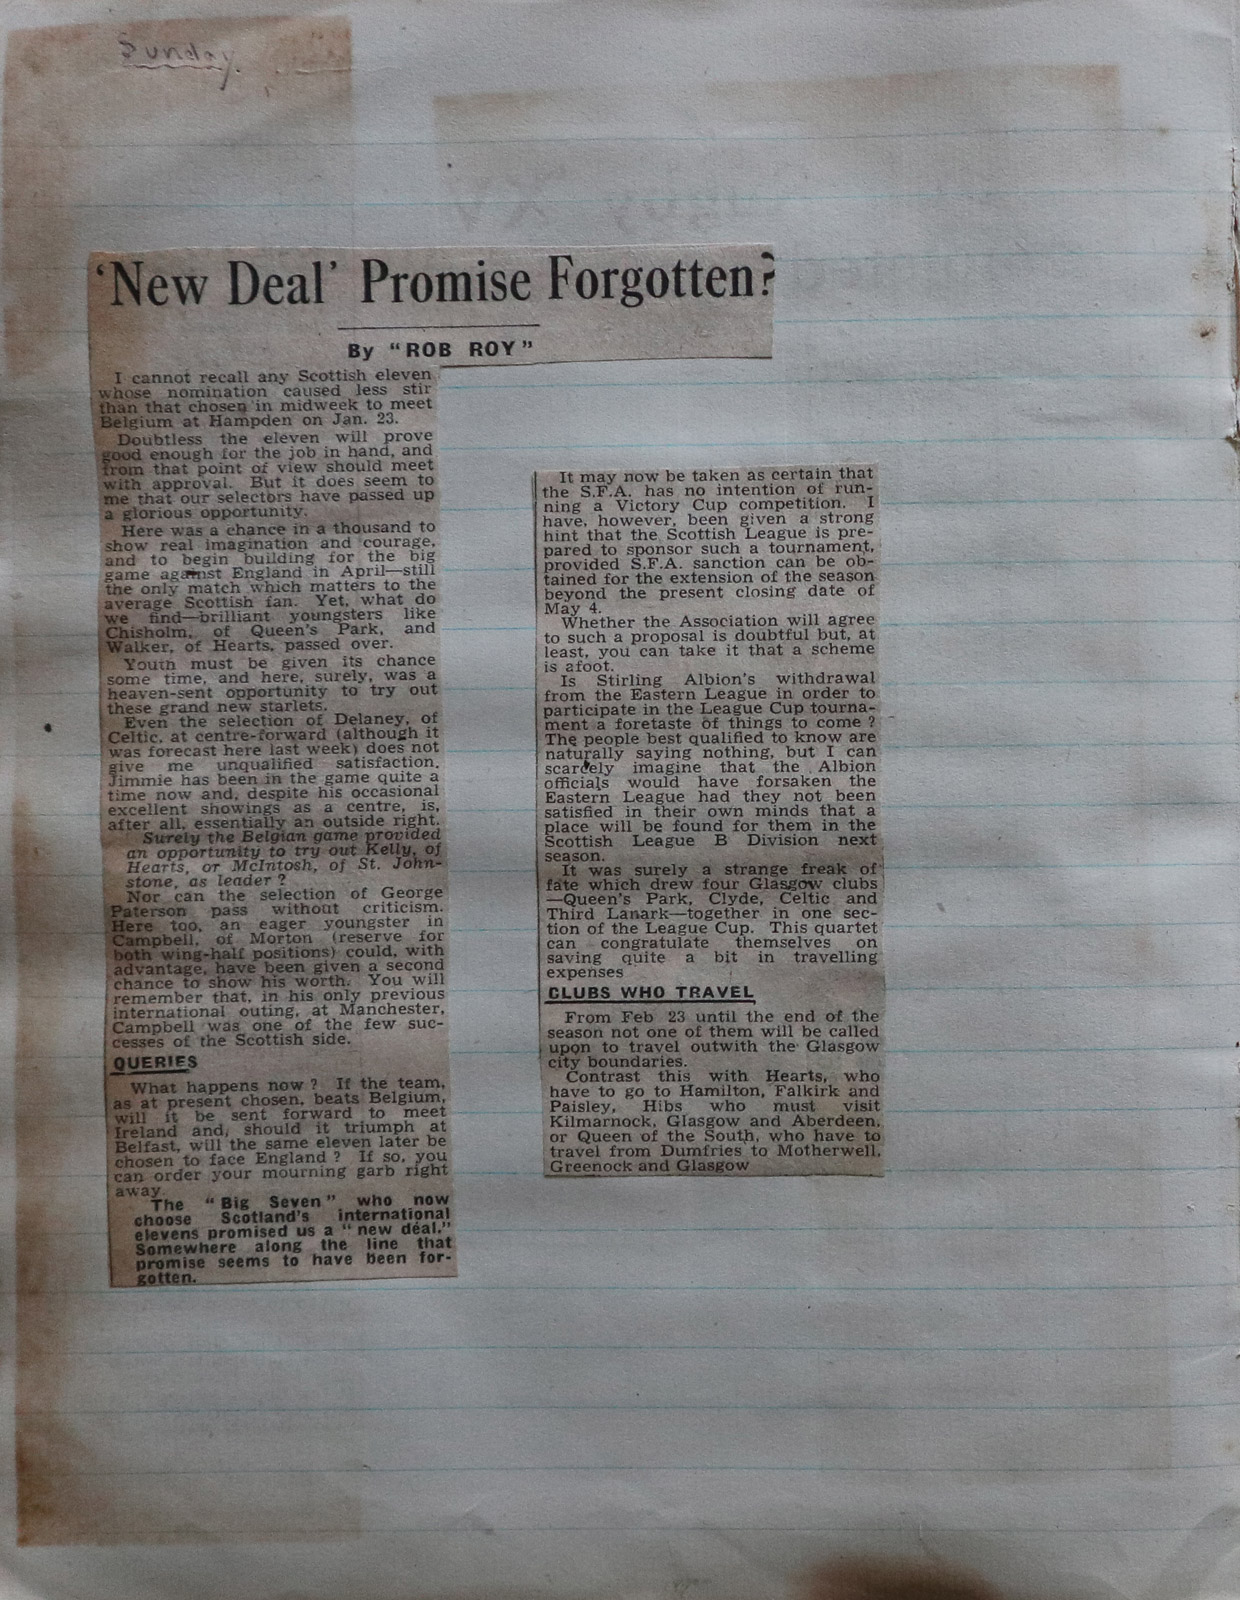 Sunday.
‘New Deal’ Promise Forgotten?
By “ROB ROY”
I cannot recall any Scottish eleven
whose nomination caused less stir
than that chosen in midweek to meet
Belgium at Hampden on Jan. 23.
Doubtless the eleven will prove
good enough for the job in hand, and
from that point of view should meet
with approval. But it does seem to
me that our selectors have passed up
a glorious opportunity.
Here was a chance in a thousand to
show real imagination and courage,
and to begin building for the big
game against England in April—still
the only match which matters to the
average Scottish fan. Yet, what do
we find—brilliant youngsters like
Chisholm, of Queen's Park, and
Walker, of Hearts, passed over.
Youth must be given its chance
some time, and here, surely, was a
heaven-sent opportunity to try out
these grand new starlets.
Even the selection of Delaney, of
Celtic, at centre-forward (although it
was forecast here last week) does not
give me unqualified satisfaction.
Jimmie has been in the game quite a
time now and, despite his occasional
excellent showings as a centre, is,
after all, essentially an outside right.
Surely the Belgian game provided
an opportunity to try out Kelly, of
Hearts, or McIntosh, of St. John-
stone, as leader ?
Nor can the selection of George
Paterson pass without criticism.
Here too, an eager youngster in
Campbell, of Morton (reserve for
both wing-half positions) could, with
advantage, have been given a second
chance to show his worth. You will
remember that, in his only previous
international outing, at Manchester,
Campbell was one of the few suc-
cesses of the Scottish side.
QUERIES
What happens now ? If the team,
as at present chosen, beats Belgium,
will it be sent forward to meet
Ireland and, should it triumph at
Belfast, will the same eleven later be
chosen to face England ? If so, you
can order your mourning garb right
away.
The “Big Seven” who now
choose Scotland's international
elevens promised us a “new deal.”
Somewhere along the line that
promise seems to have been for-
gotten.
It may now be taken as certain that
the S.F.A. has no intention of run-
ning a Victory Cup competition. I
have, however, been given a strong
hint that the Scottish League is pre-
pared to sponsor such a tournament,
provided S.F.A. sanction can be ob-
tained for the extension of the season
beyond the present closing date of
May 4.
Whether the Association will agree
to such a proposal is doubtful but, at
least, you can take it that a scheme
is afoot.
Is Stirling Albion's withdrawal
from the Eastern League in order to
participate in the League Cup tourna-
ment a foretaste of things to come ?
The people best qualified to know are
naturally saying nothing, but I can
scarcely imagine that the Albion
officials would have forsaken the
Eastern League had they not been
satisfied in their own minds that a
place will be found for them in the
Scottish League B Division next
season.
It was surely a strange freak of
fate which drew four Glasgow clubs
—Queen's Park, Clyde, Celtic and
Third Lanark—together in one sec-
tion of the League Cup. This quartet
can congratulate themselves on
saving quite a bit in travelling
expenses
CLUBS WHO TRAVEL
From Feb 23 until the end of the
season not one of them will be called
upon to travel outwith the Glasgow
city boundaries.
Contrast this with Hearts, who
have to go to Hamilton, Falkirk and
Paisley, Hibs who must visit
Kilmarnock, Glasgow and Aberdeen,
or Queen of the South, who have to
travel from Dumfries to Motherwell,
Greenock and Glasgow